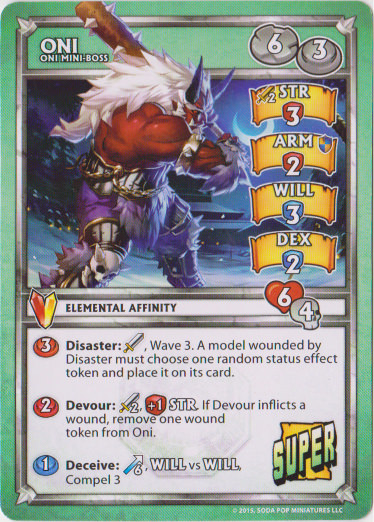 ONI
ONI MINI-BOSS
6 3
2 STR
3
ARM
2
WILL
3
DEX
2
6
4
ELEMENTAL AFFINITY
3 Disaster: , Wave 3. A model wounded by
Disaster must choose one random status effect
token and place it on its card.
2 Devour: 2, +1 STR. If Devour inflicts a
wound, remove one wound
token from Oni.
1 Deceive: 6, WILL vs WILL,
Compel 3
SUPER
© 2015, SODA POP MINIATURES LLC